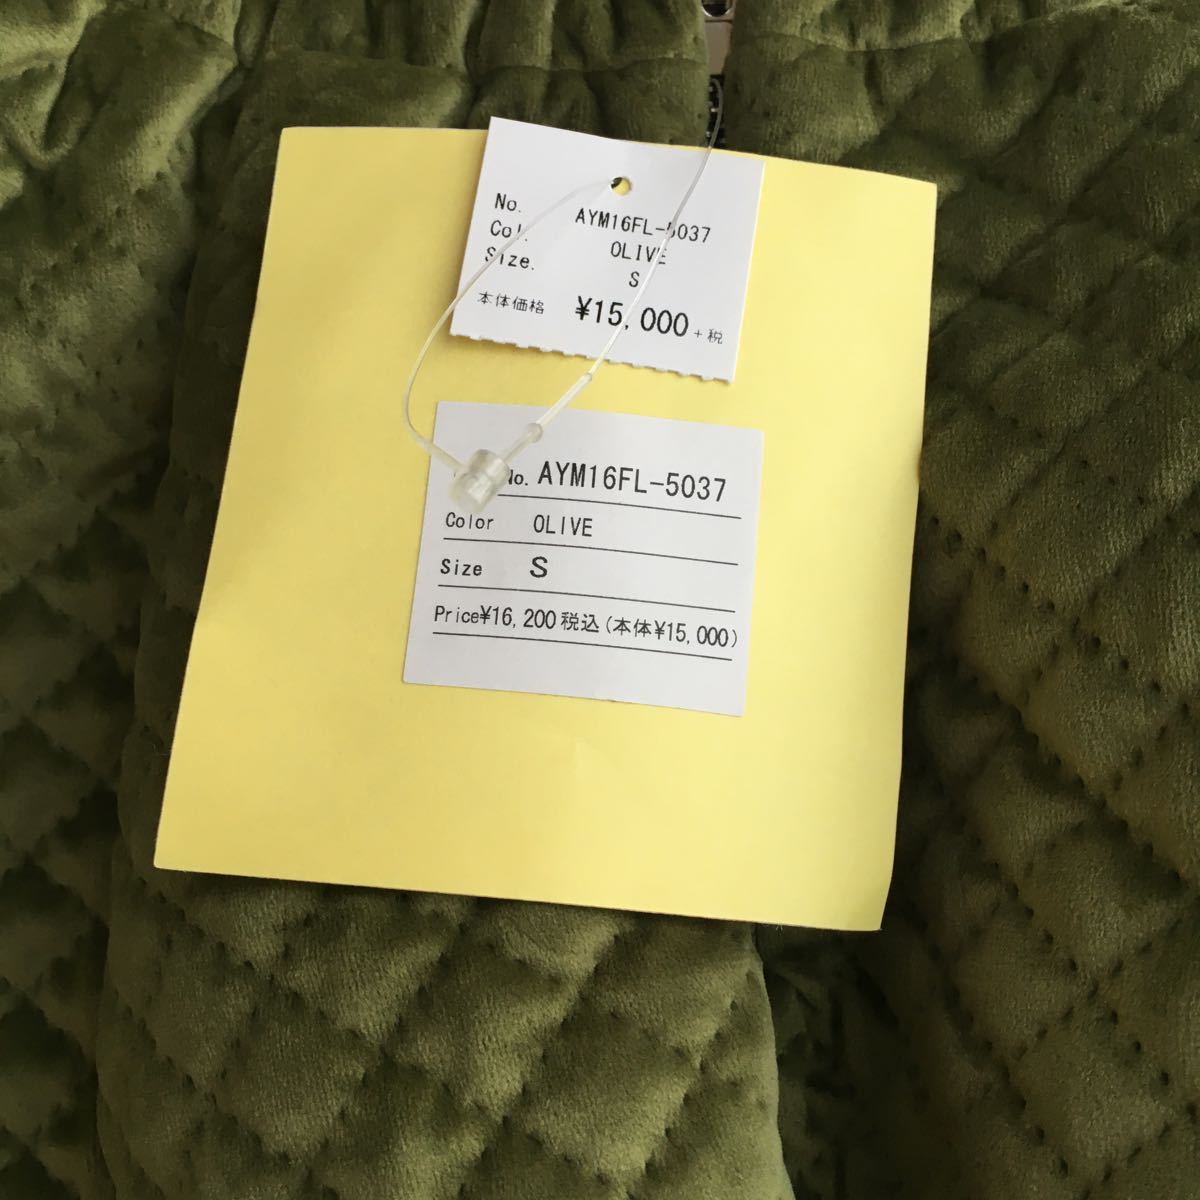 No. AYM16FL-5037
Col. OLIVE
Size. S
本体価格 ¥15,000 +税
No. AYM16FL-5037
Color OLIVE
Size S
Price¥16,200税込(本体¥15,000)